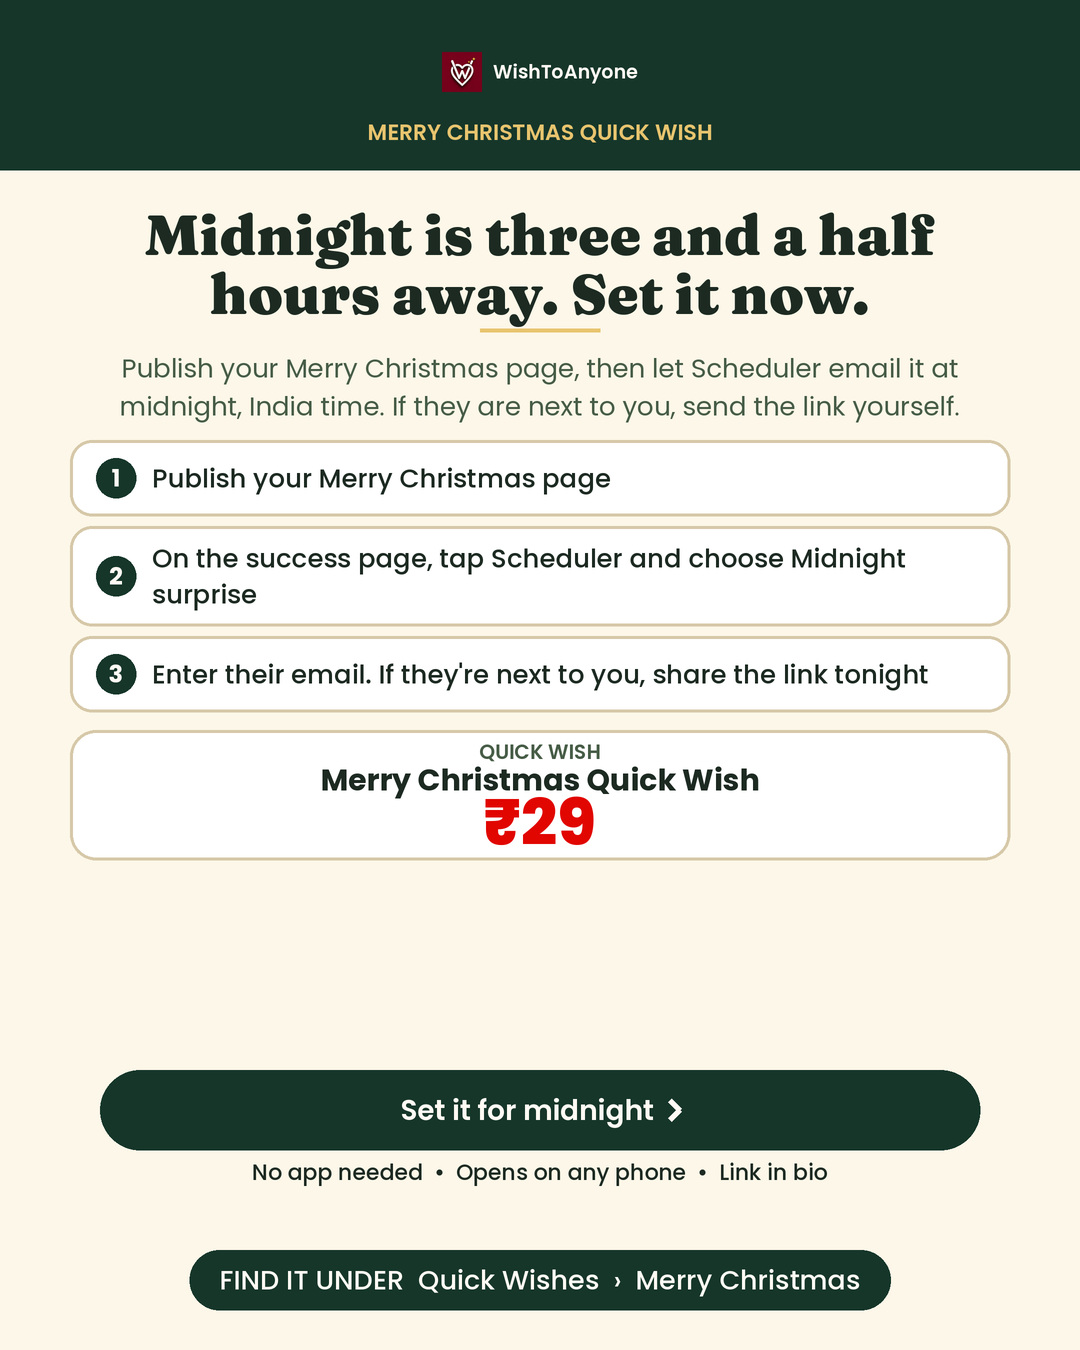 WishToAnyone
MERRY CHRISTMAS QUICK WISH
Midnight is three and a half
hours away. Set it now.
Publish your Merry Christmas page, then let Scheduler email it at
midnight, India time. If they are next to you, send the link yourself.
1 Publish your Merry Christmas page
2 On the success page, tap Scheduler and choose Midnight
surprise
3 Enter their email. If they're next to you, share the link tonight
QUICK WISH
Merry Christmas Quick Wish
₹29
Set it for midnight ›
No app needed • Opens on any phone • Link in bio
FIND IT UNDER Quick Wishes › Merry Christmas